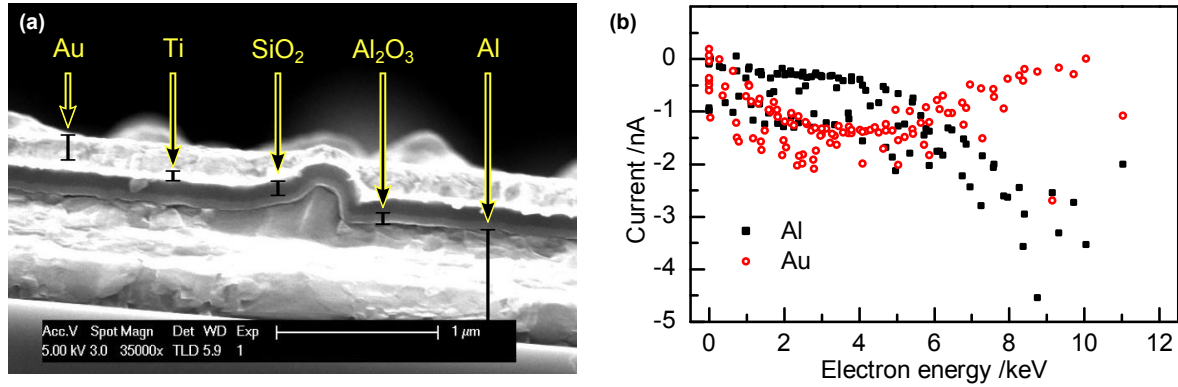 (a)
Au Ti SiO₂ Al₂O₃ Al
Acc.V Spot Magn Det WD Exp
5.00 kV 3.0 35000x TLD 5.9 1
1 µm
(b)
Current /nA
0
-1
-2
-3
-4
-5
Al
Au
0 2 4 6 8 10 12
Electron energy /keV